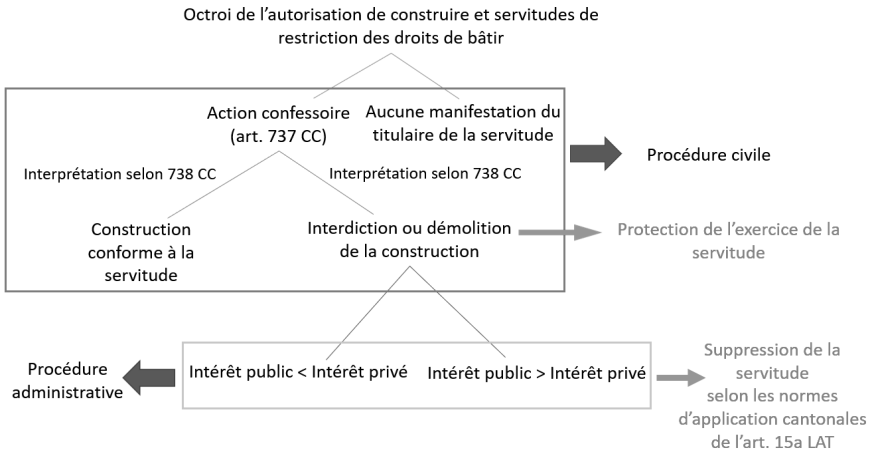 Octroi de l’autorisation de construire et servitudes de
restriction des droits de bâtir
Action confessoire
(art. 737 CC)
Aucune manifestation du
titulaire de la servitude
Procédure civile
Interprétation selon 738 CC
Interprétation selon 738 CC
Construction
conforme à la
servitude
Interdiction ou démolition
de la construction
Protection de l’exercice de la
servitude
Procédure
administrative
Intérêt public < Intérêt privé
Intérêt public > Intérêt privé
Suppression de la
servitude
selon les normes
d’application cantonales
de l’art. 15a LAT